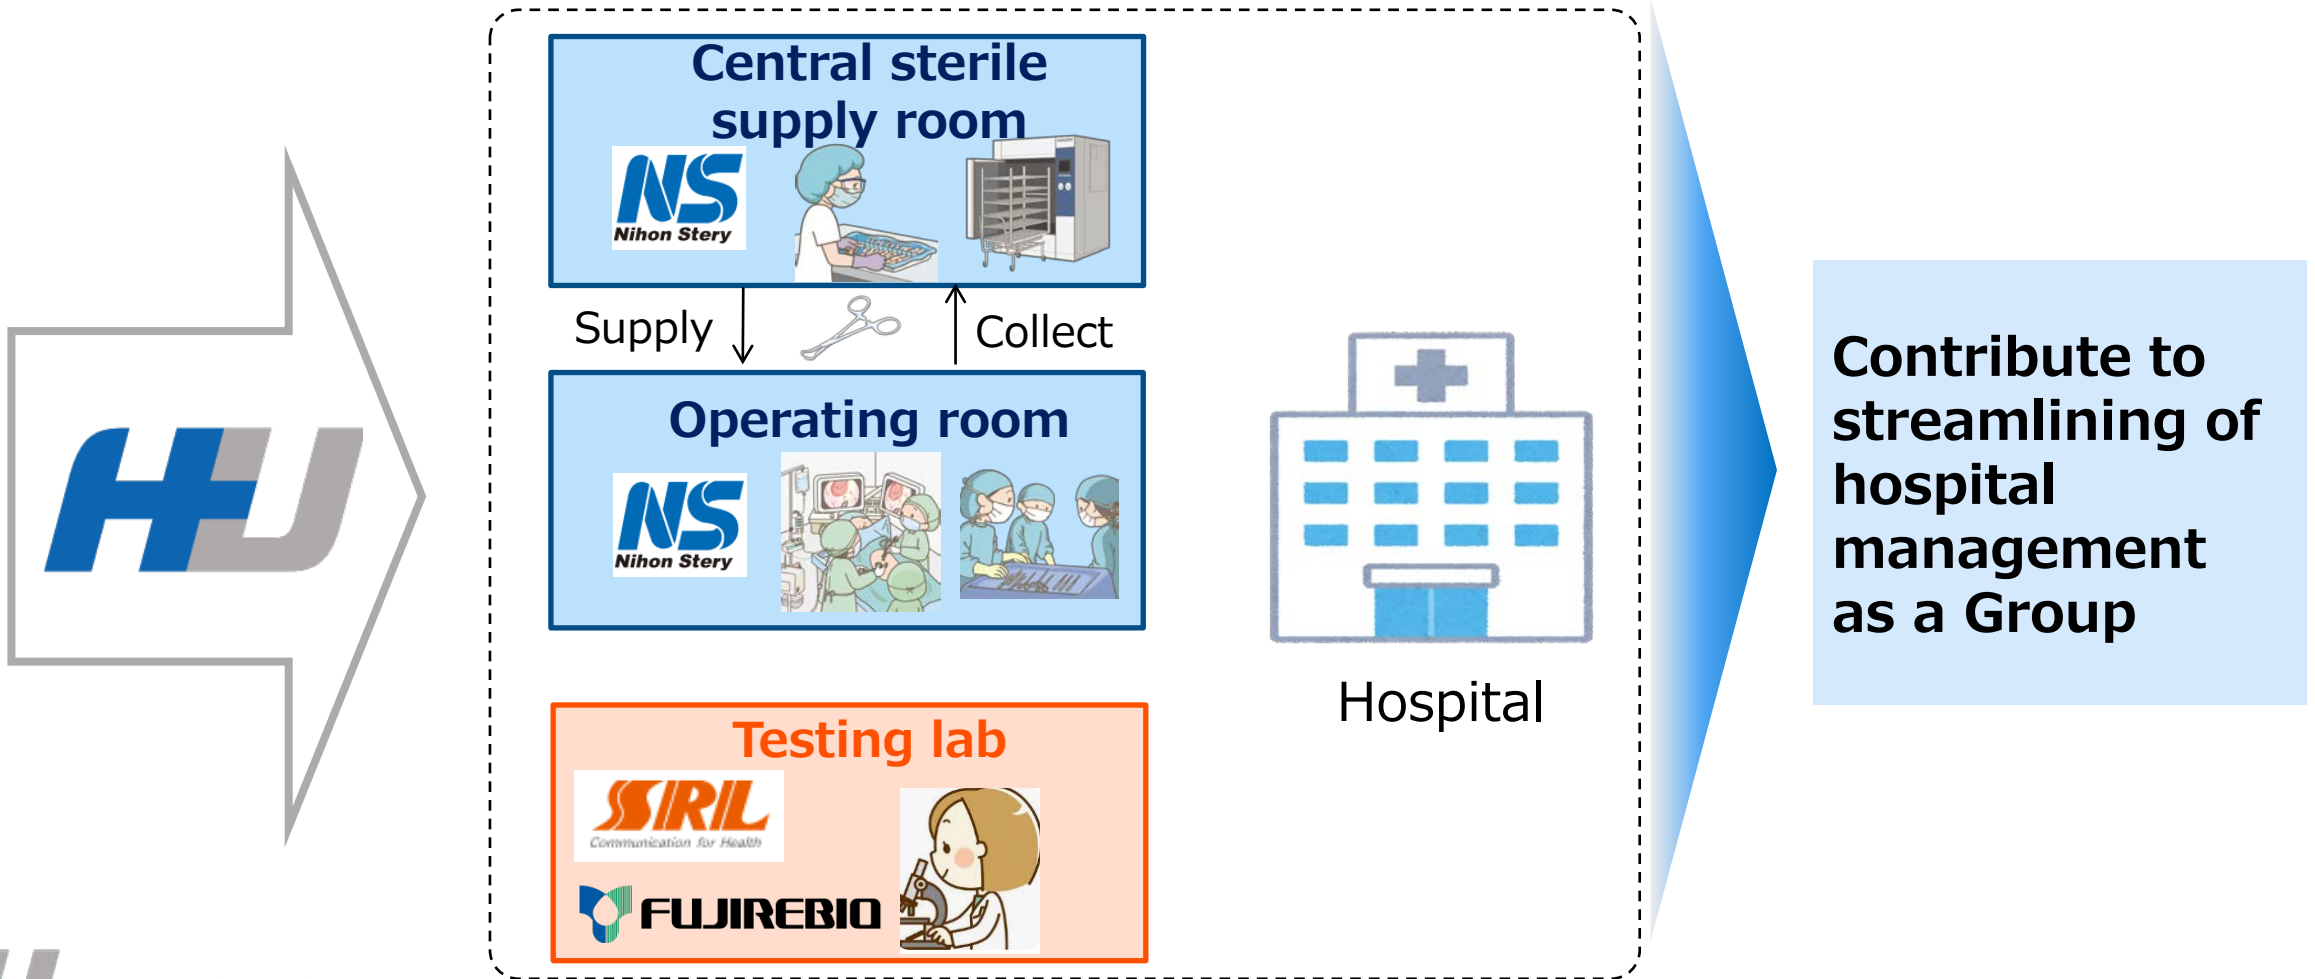 HU
Central sterile
supply room
NS
Nihon Stery
Supply
Collect
Operating room
NS
Nihon Stery
Testing lab
SRL
Communication for Health
FUJIREBIO
Hospital
Contribute to
streamlining of
hospital
management
as a Group